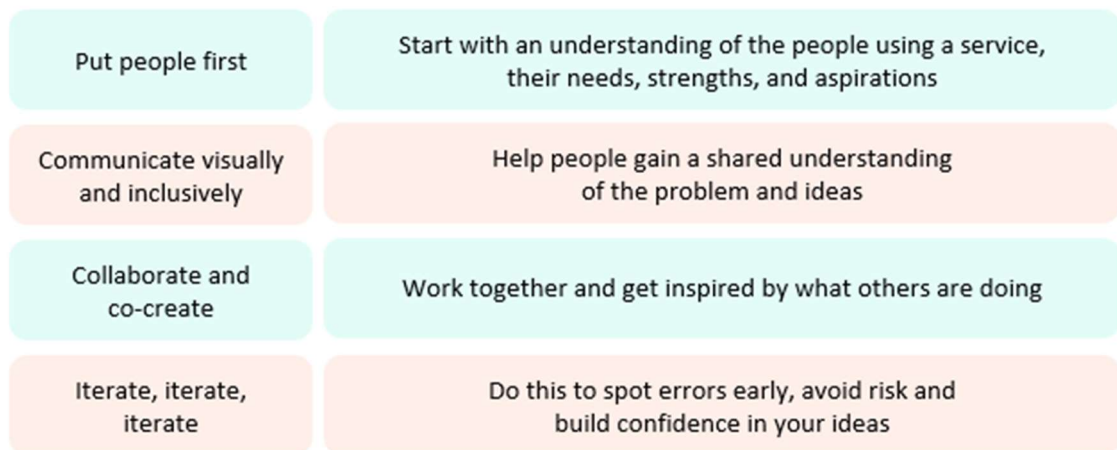 Put people first
Start with an understanding of the people using a service,
their needs, strengths, and aspirations
Communicate visually
and inclusively
Help people gain a shared understanding
of the problem and ideas
Collaborate and
co-create
Work together and get inspired by what others are doing
Iterate, iterate,
iterate
Do this to spot errors early, avoid risk and
build confidence in your ideas